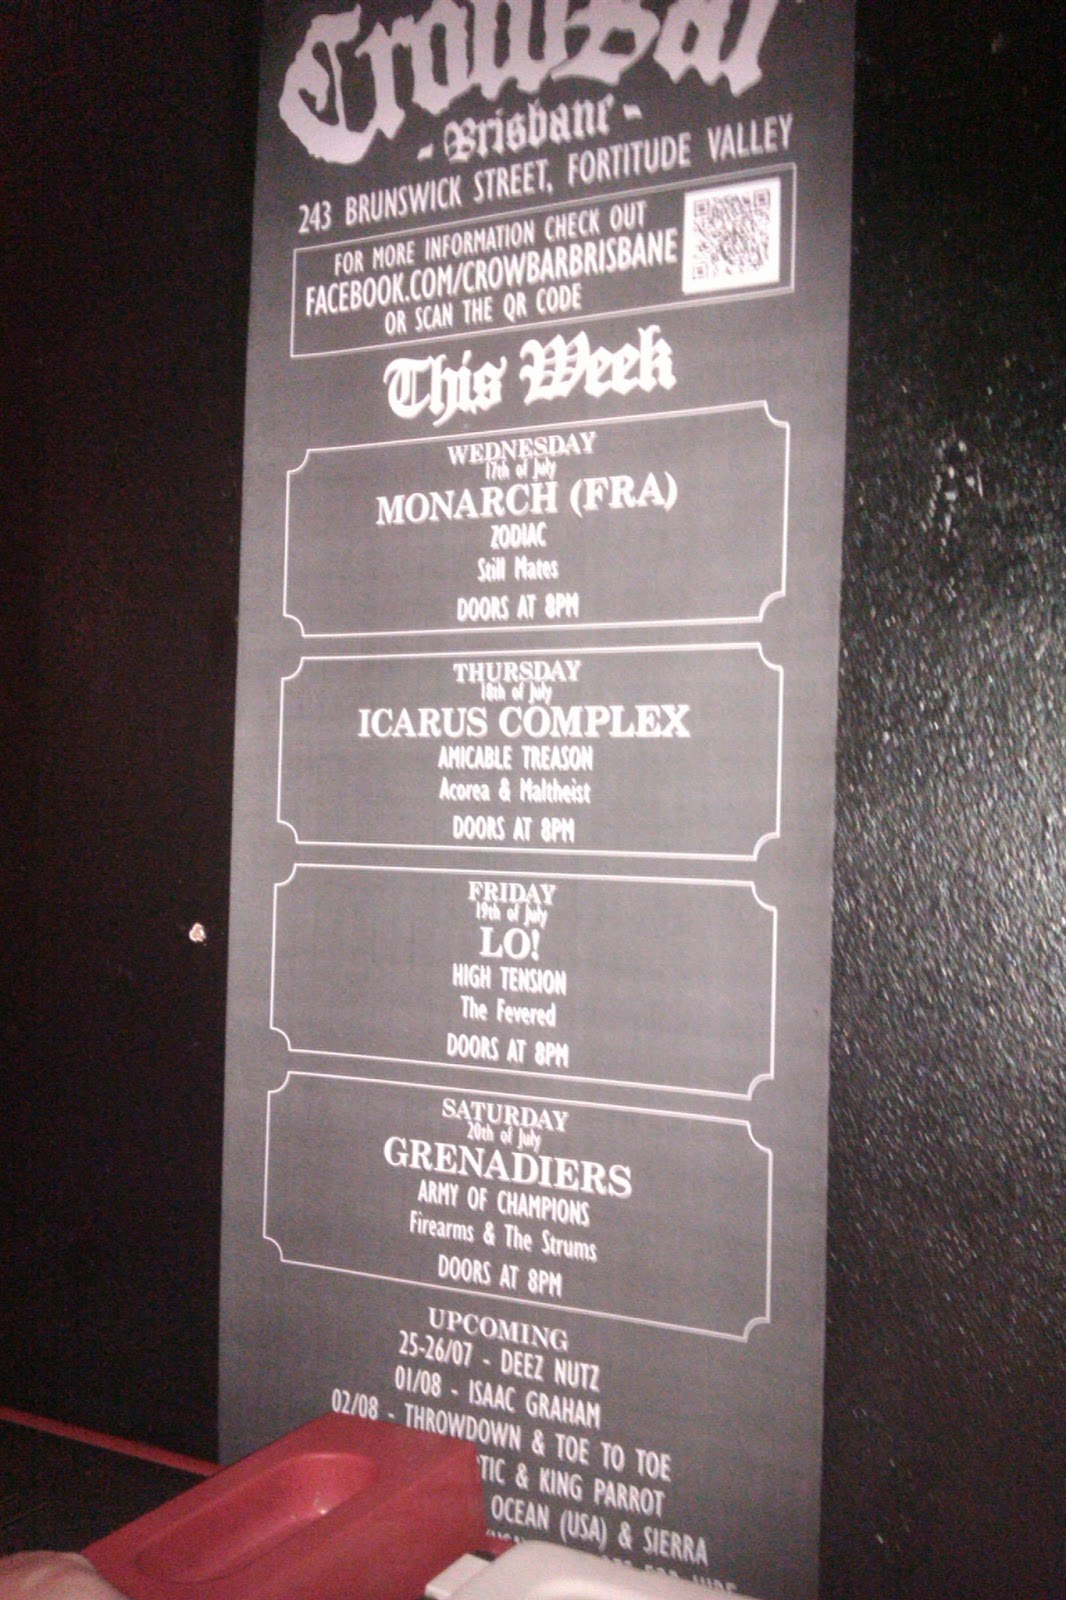 CrowBar
- Brisbane -
243 BRUNSWICK STREET, FORTITUDE VALLEY
FOR MORE INFORMATION CHECK OUT
FACEBOOK.COM/CROWBARBRISBANE
OR SCAN THE QR CODE
This Week
WEDNESDAY
17th of July
MONARCH (FRA)
ZODIAC
Still Mates
DOORS AT 8PM
THURSDAY
18th of July
ICARUS COMPLEX
AMICABLE TREASON
Acorea & Maltheist
DOORS AT 8PM
FRIDAY
19th of July
LO!
HIGH TENSION
The Fevered
DOORS AT 8PM
SATURDAY
20th of July
GRENADIERS
ARMY OF CHAMPIONS
Firearms & The Strums
DOORS AT 8PM
UPCOMING
25-26/07 - DEEZ NUTZ
01/08 - ISAAC GRAHAM
02/08 - THROWDOWN & TOE TO TOE
TIC & KING PARROT
OCEAN (USA) & SIERRA